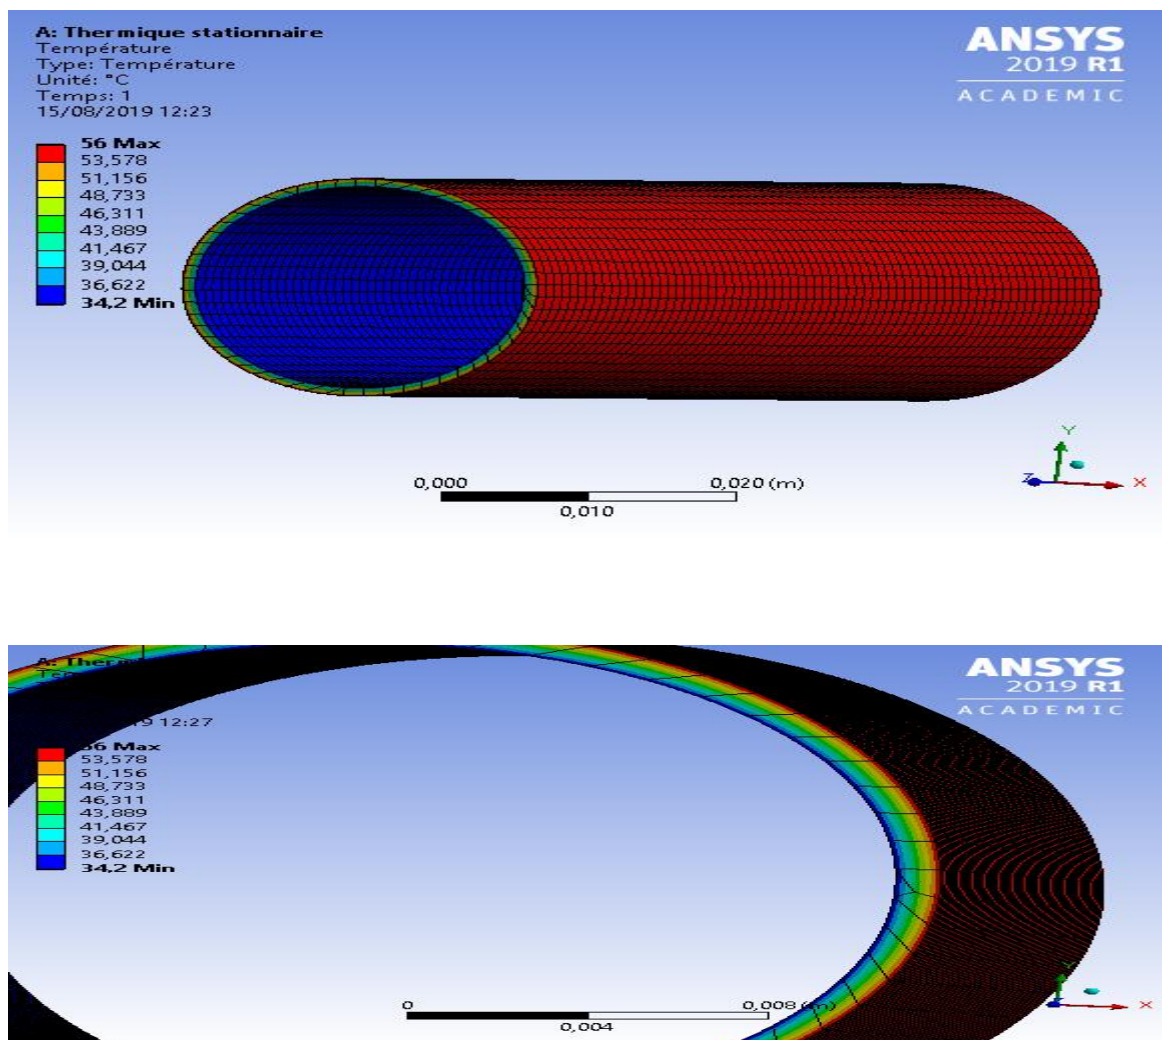 A: Thermique stationnaire
Température
Type: Température
Unité: °C
Temps: 1
15/08/2019 12:23
ANSYS
2019 R1
ACADEMIC
56 Max
53,578
51,156
48,733
46,311
43,889
41,467
39,044
36,622
34,2 Min
0,000
0,020 (m)
0,010
Y
Z
X
A: Therm
12:27
ANSYS
2019 R1
ACADEMIC
56 Max
53,578
51,156
48,733
46,311
43,889
41,467
39,044
36,622
34,2 Min
0
0,008 (m)
0,004
Y
X